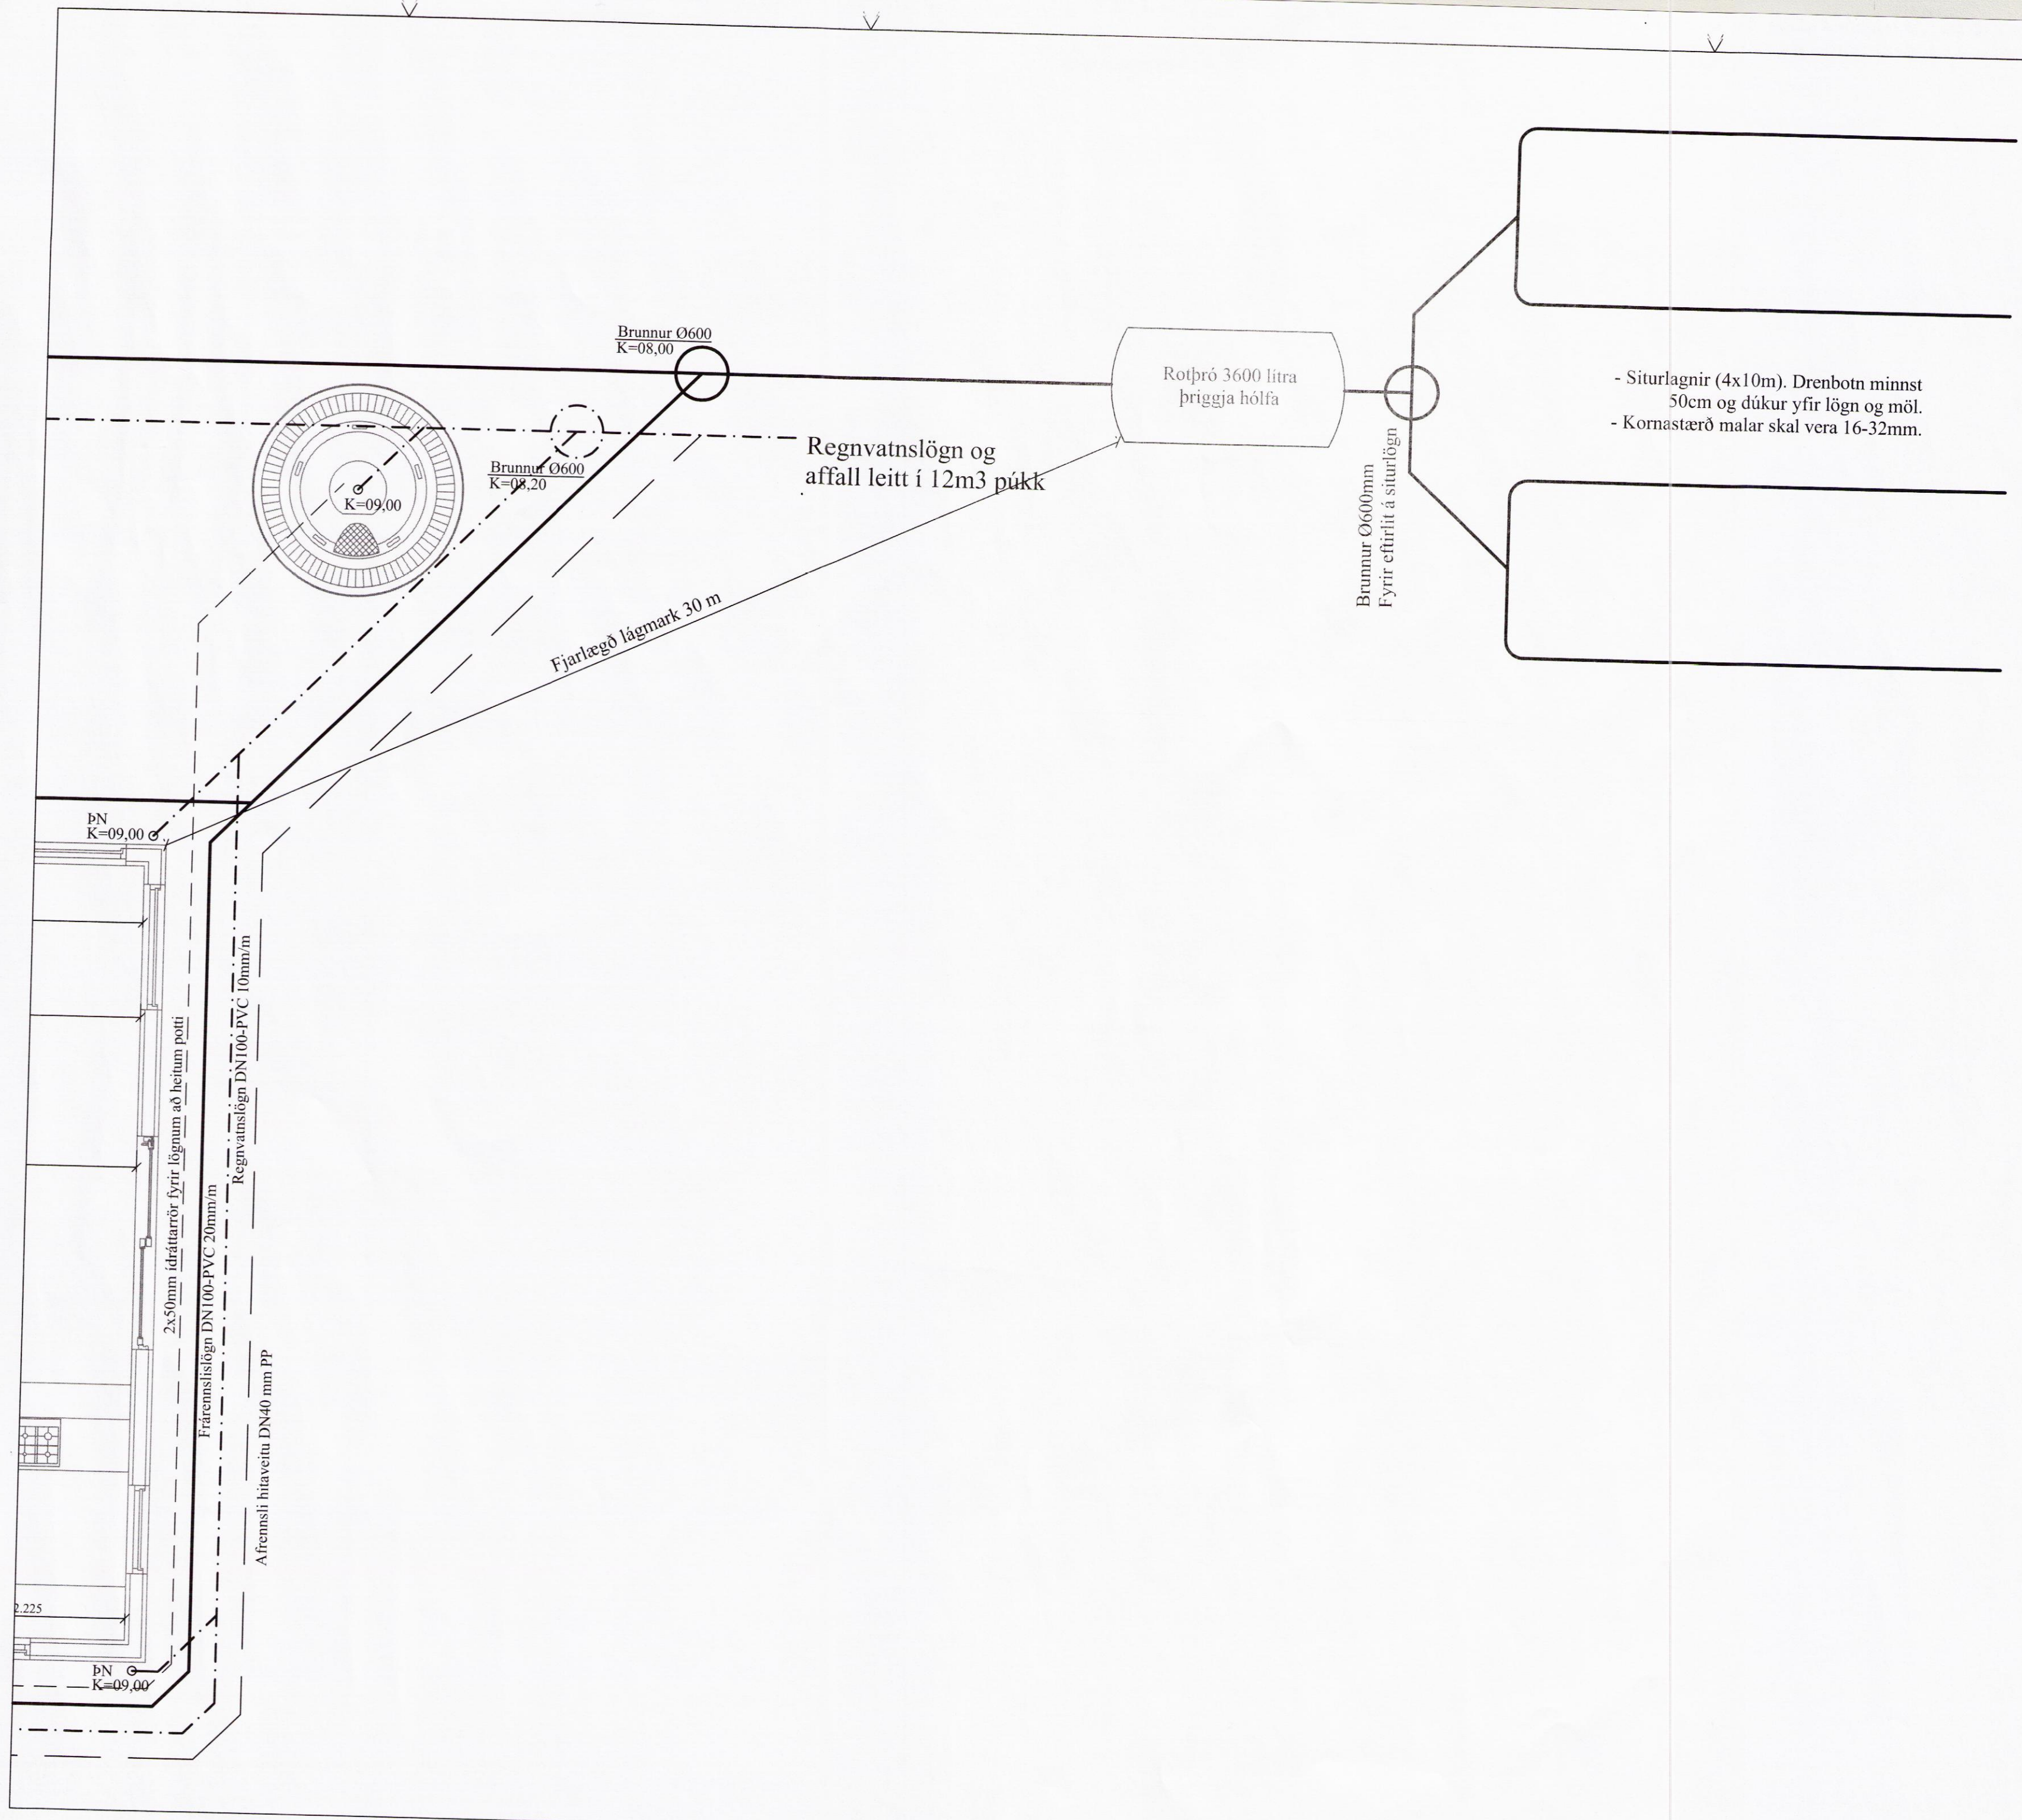 Brunnur Ø600
K=08,00
Rotþró 3600 litra
þriggja hólfa
- Siturlagnir (4x10m). Drenbotn minnst
50cm og dúkur yfir lögn og möl.
- Kornastærð malar skal vera 16-32mm.
Regnvatnslögn og
affall leitt í 12m3 púkk
Brunnur Ø600
K=08,20
K=09,00
Brunnur Ø600mm
Fyrir eftirlit á siturlögn
Fjarlægð lágmark 30 m
ÞN
K=09,00
Regnvatnslögn DN100-PVC 10mm/m
2x50mm ídráttarrör fyrir lögnum að heitum potti
Frárennslislögn DN100-PVC 20mm/m
Afrennsli hitaveitu DN40 mm PP
2.225
ÞN
K=09,00